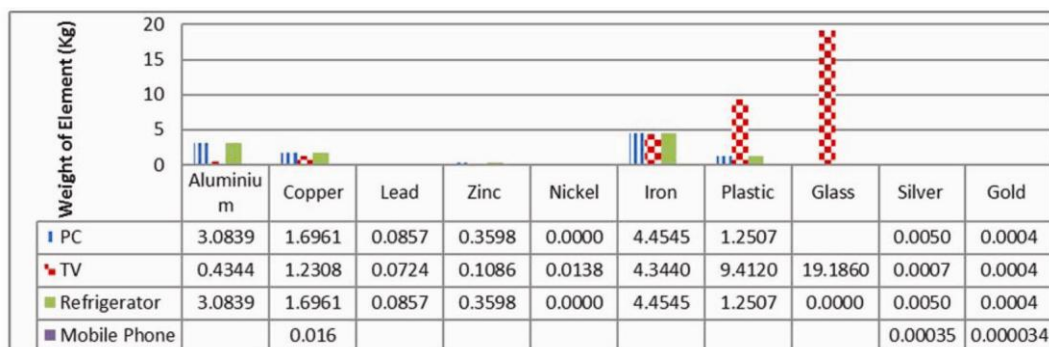 Weight of Element (Kg)
20
15
10
5
0
Aluminiu
m
Copper
Lead
Zinc
Nickel
Iron
Plastic
Glass
Silver
Gold
PC 3.0839 1.6961 0.0857 0.3598 0.0000 4.4545 1.2507 0.0050 0.0004
TV 0.4344 1.2308 0.0724 0.1086 0.0138 4.3440 9.4120 19.1860 0.0007 0.0004
Refrigerator 3.0839 1.6961 0.0857 0.3598 0.0000 4.4545 1.2507 0.0000 0.0050 0.0004
Mobile Phone 0.016 0.00035 0.000034